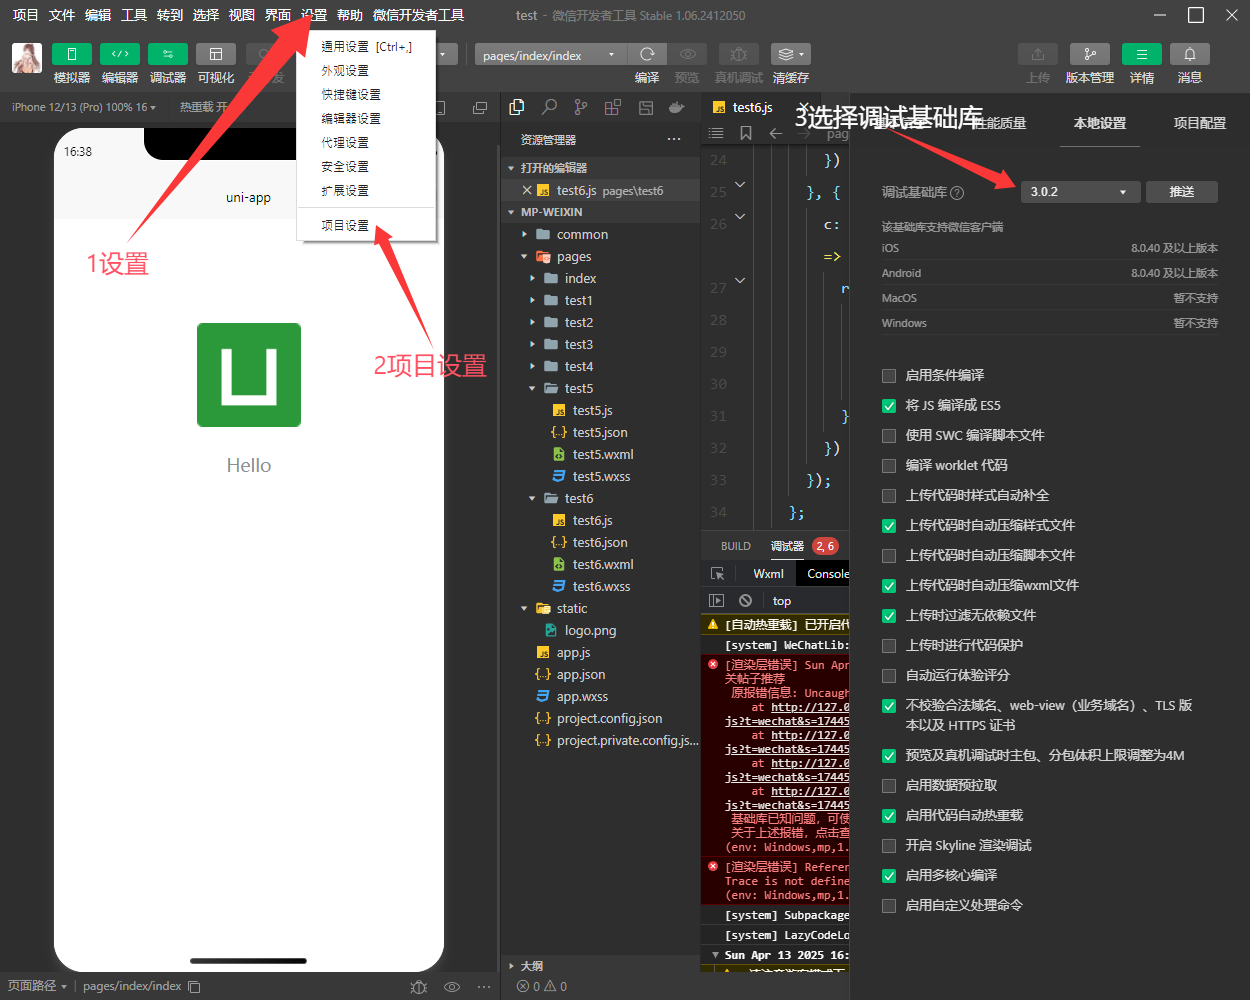 项目 文件 编辑 工具 转到 选择 视图 界面 设置 帮助 微信开发者工具
test - 微信开发者工具 Stable 1.06.2412050
模拟器 编辑器 调试器 可视化
pages/index/index
编译 预览 真机调试 清缓存
上传 版本管理 详情 消息
iPhone 12/13 (Pro) 100% 16
热重载 开
通用设置 [Ctrl+,]
外观设置
快捷键设置
编辑器设置
代理设置
安全设置
扩展设置
项目设置
1设置
2项目设置
3选择调试基础库
16:38
uni-app
Hello
资源管理器
打开的编辑器
test6.js pages\test6
MP-WEIXIN
common
pages
index
test1
test2
test3
test4
test5
test5.js
test5.json
test5.wxml
test5.wxss
test6
test6.js
test6.json
test6.wxml
test6.wxss
static
logo.png
app.js
app.json
app.wxss
project.config.json
project.private.config.js...
大纲
test6.js
pag
24 })
25 }, {
26 c:
=>
27 r
28
29
30
31 }
32 })
33 });
34 };
BUILD 调试器 2, 6
Wxml Console
top
[自动热重载] 已开启代
[system] WeChatLib:
[渲染层错误] Sun Apr
关帖子推荐
原报错信息: Uncaugh
at http://127.0
js?t=wechat&s=17445
at http://127.0
js?t=wechat&s=17445
at http://127.0
js?t=wechat&s=17445
at http://127.0
js?t=wechat&s=17445
基础库已知问题，可使
关于上述报错，点击查
(env: Windows,mp,1.
[渲染层错误] Referen
Trace is not define
(env: Windows,mp,1.
[system] Subpackage
[system] LazyCodeLo
Sun Apr 13 2025 16:
性能质量 本地设置 项目配置
调试基础库 ? 3.0.2 推送
该基础库支持微信客户端
iOS 8.0.40 及以上版本
Android 8.0.40 及以上版本
MacOS 暂不支持
Windows 暂不支持
启用条件编译
将 JS 编译成 ES5
使用 SWC 编译脚本文件
编译 worklet 代码
上传代码时样式自动补全
上传代码时自动压缩样式文件
上传代码时自动压缩脚本文件
上传代码时自动压缩wxml文件
上传时过滤无依赖文件
上传时进行代码保护
自动运行体验评分
不校验合法域名、web-view（业务域名）、TLS 版
本以及 HTTPS 证书
预览及真机调试时主包、分包体积上限调整为4M
启用数据预拉取
启用代码自动热重载
开启 Skyline 渲染调试
启用多核心编译
启用自定义处理命令
页面路径 pages/index/index
0 0